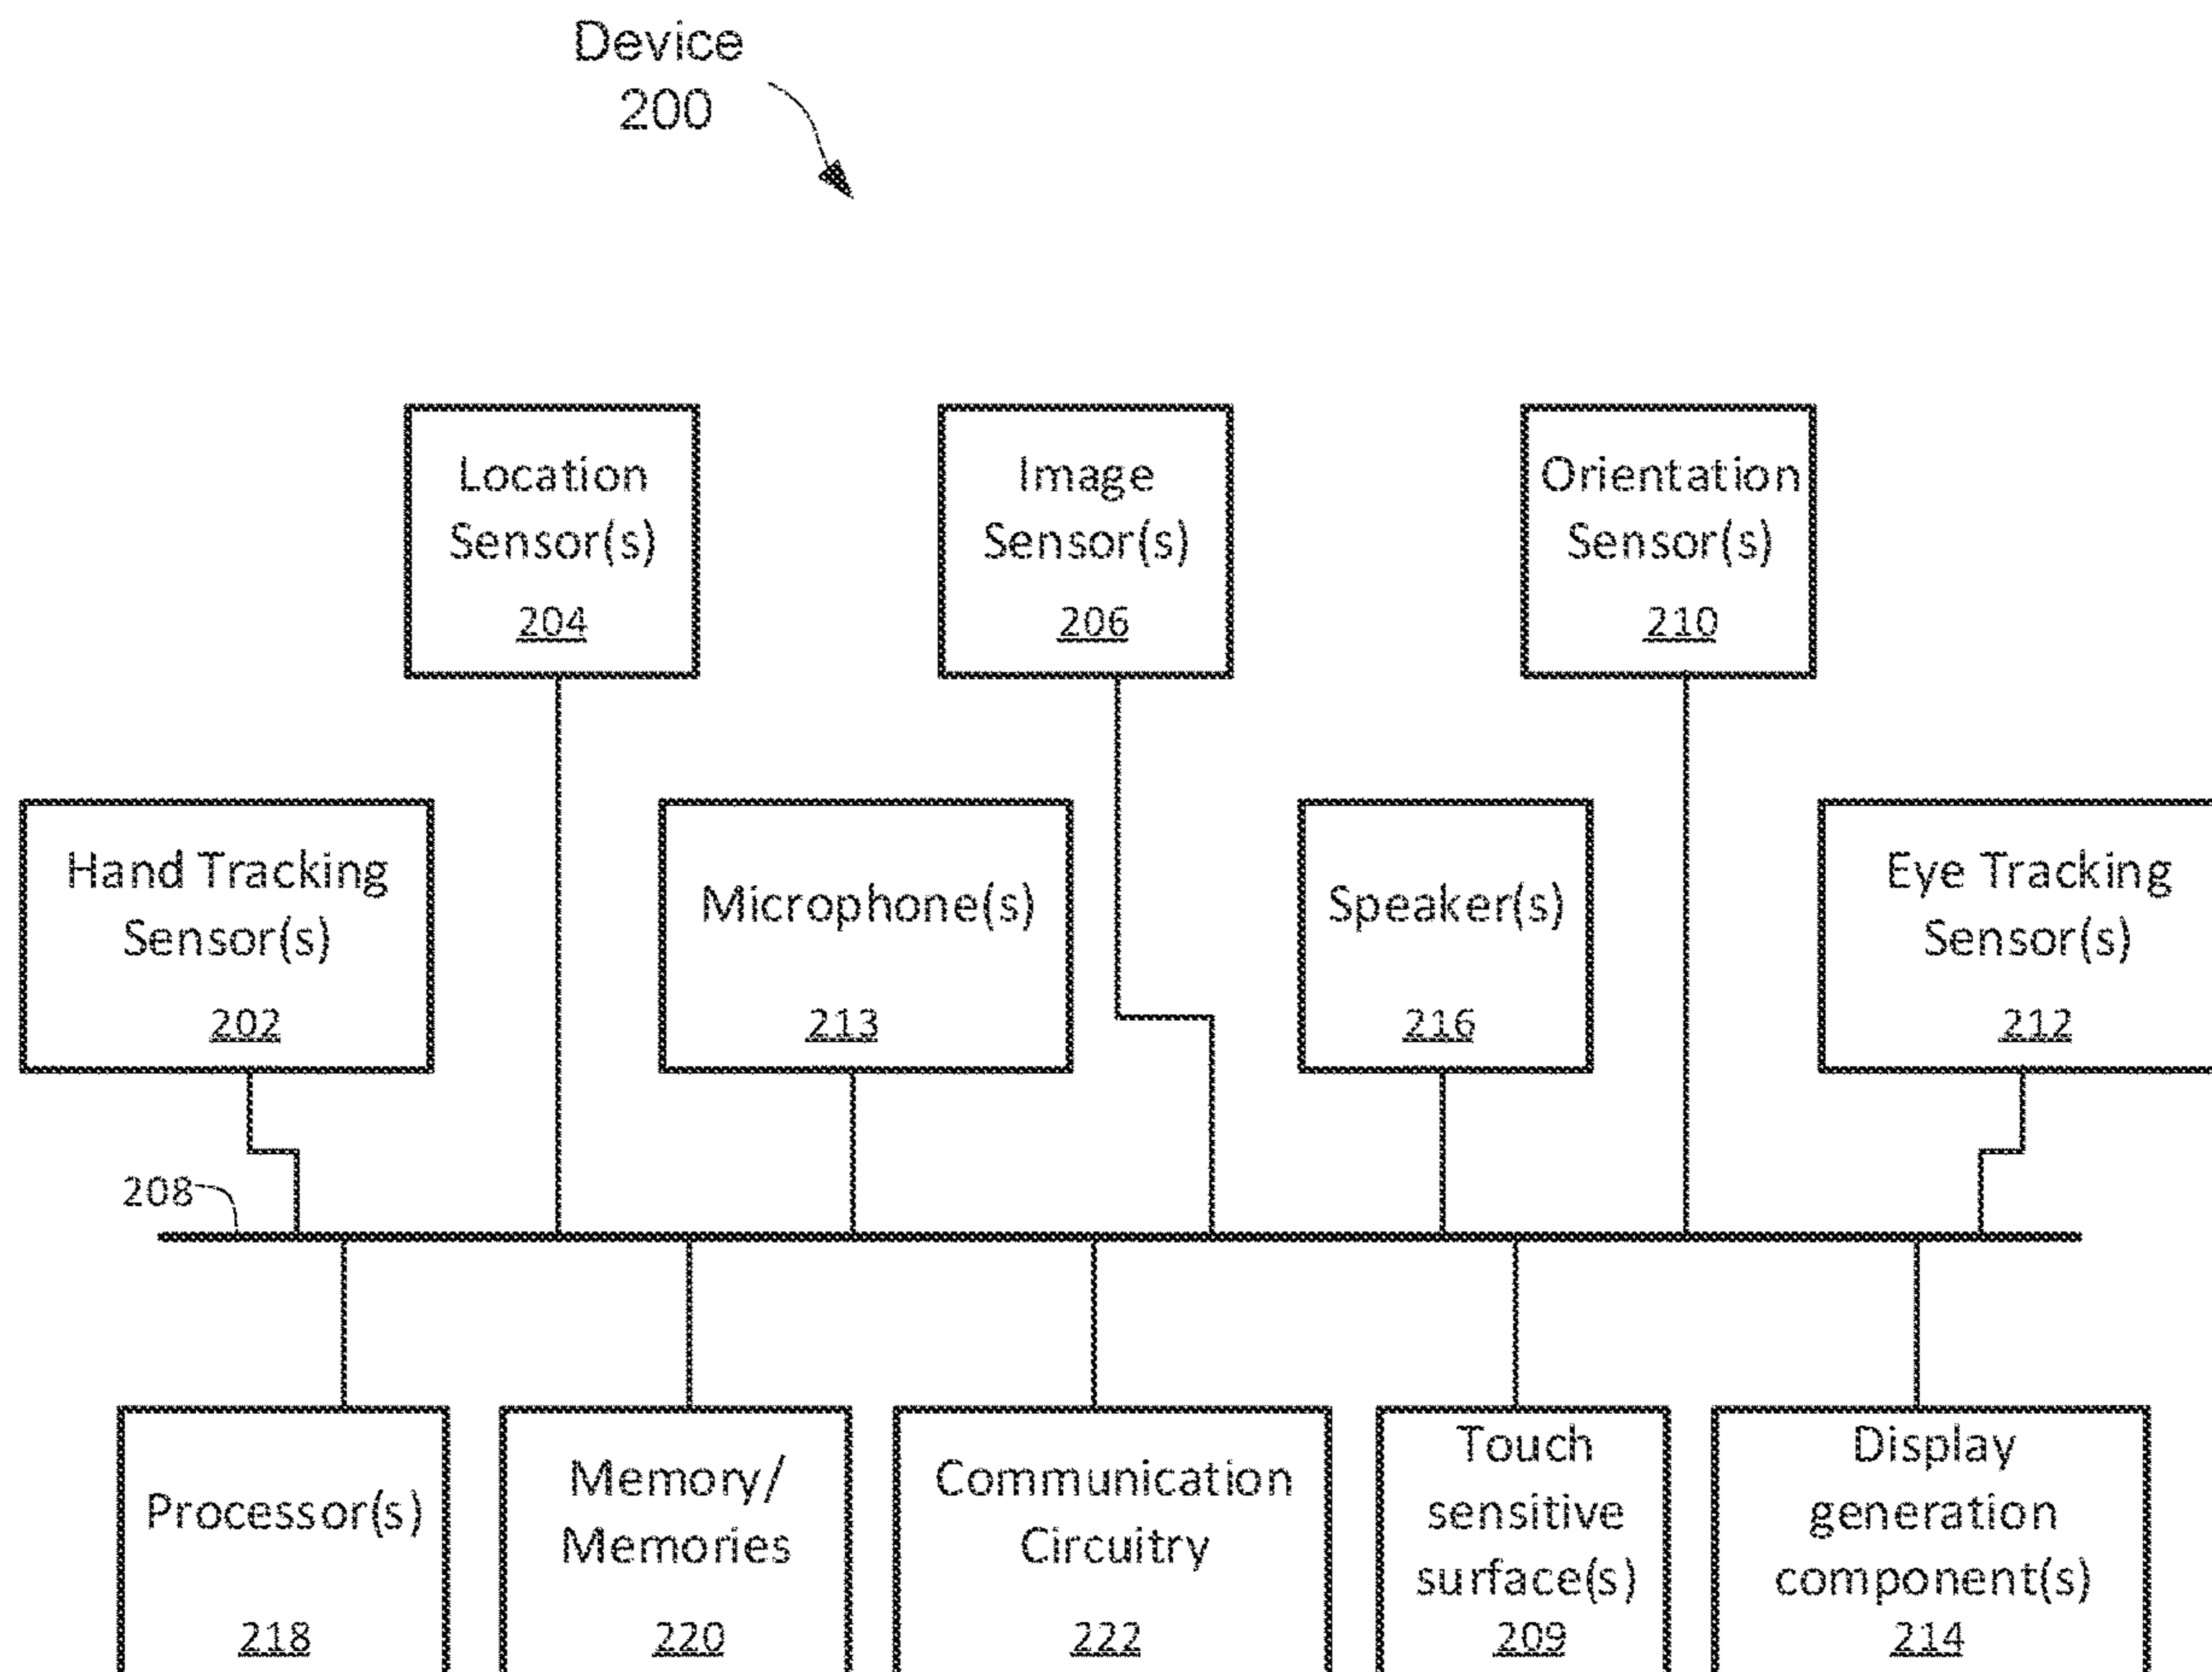 Device
200
Location
Sensor(s)
204
Image
Sensor(s)
206
Orientation
Sensor(s)
210
Hand Tracking
Sensor(s)
202
Microphone(s)
213
Speaker(s)
216
Eye Tracking
Sensor(s)
212
208
Processor(s)
218
Memory/
Memories
220
Communication
Circuitry
222
Touch
sensitive
surface(s)
209
Display
generation
component(s)
214